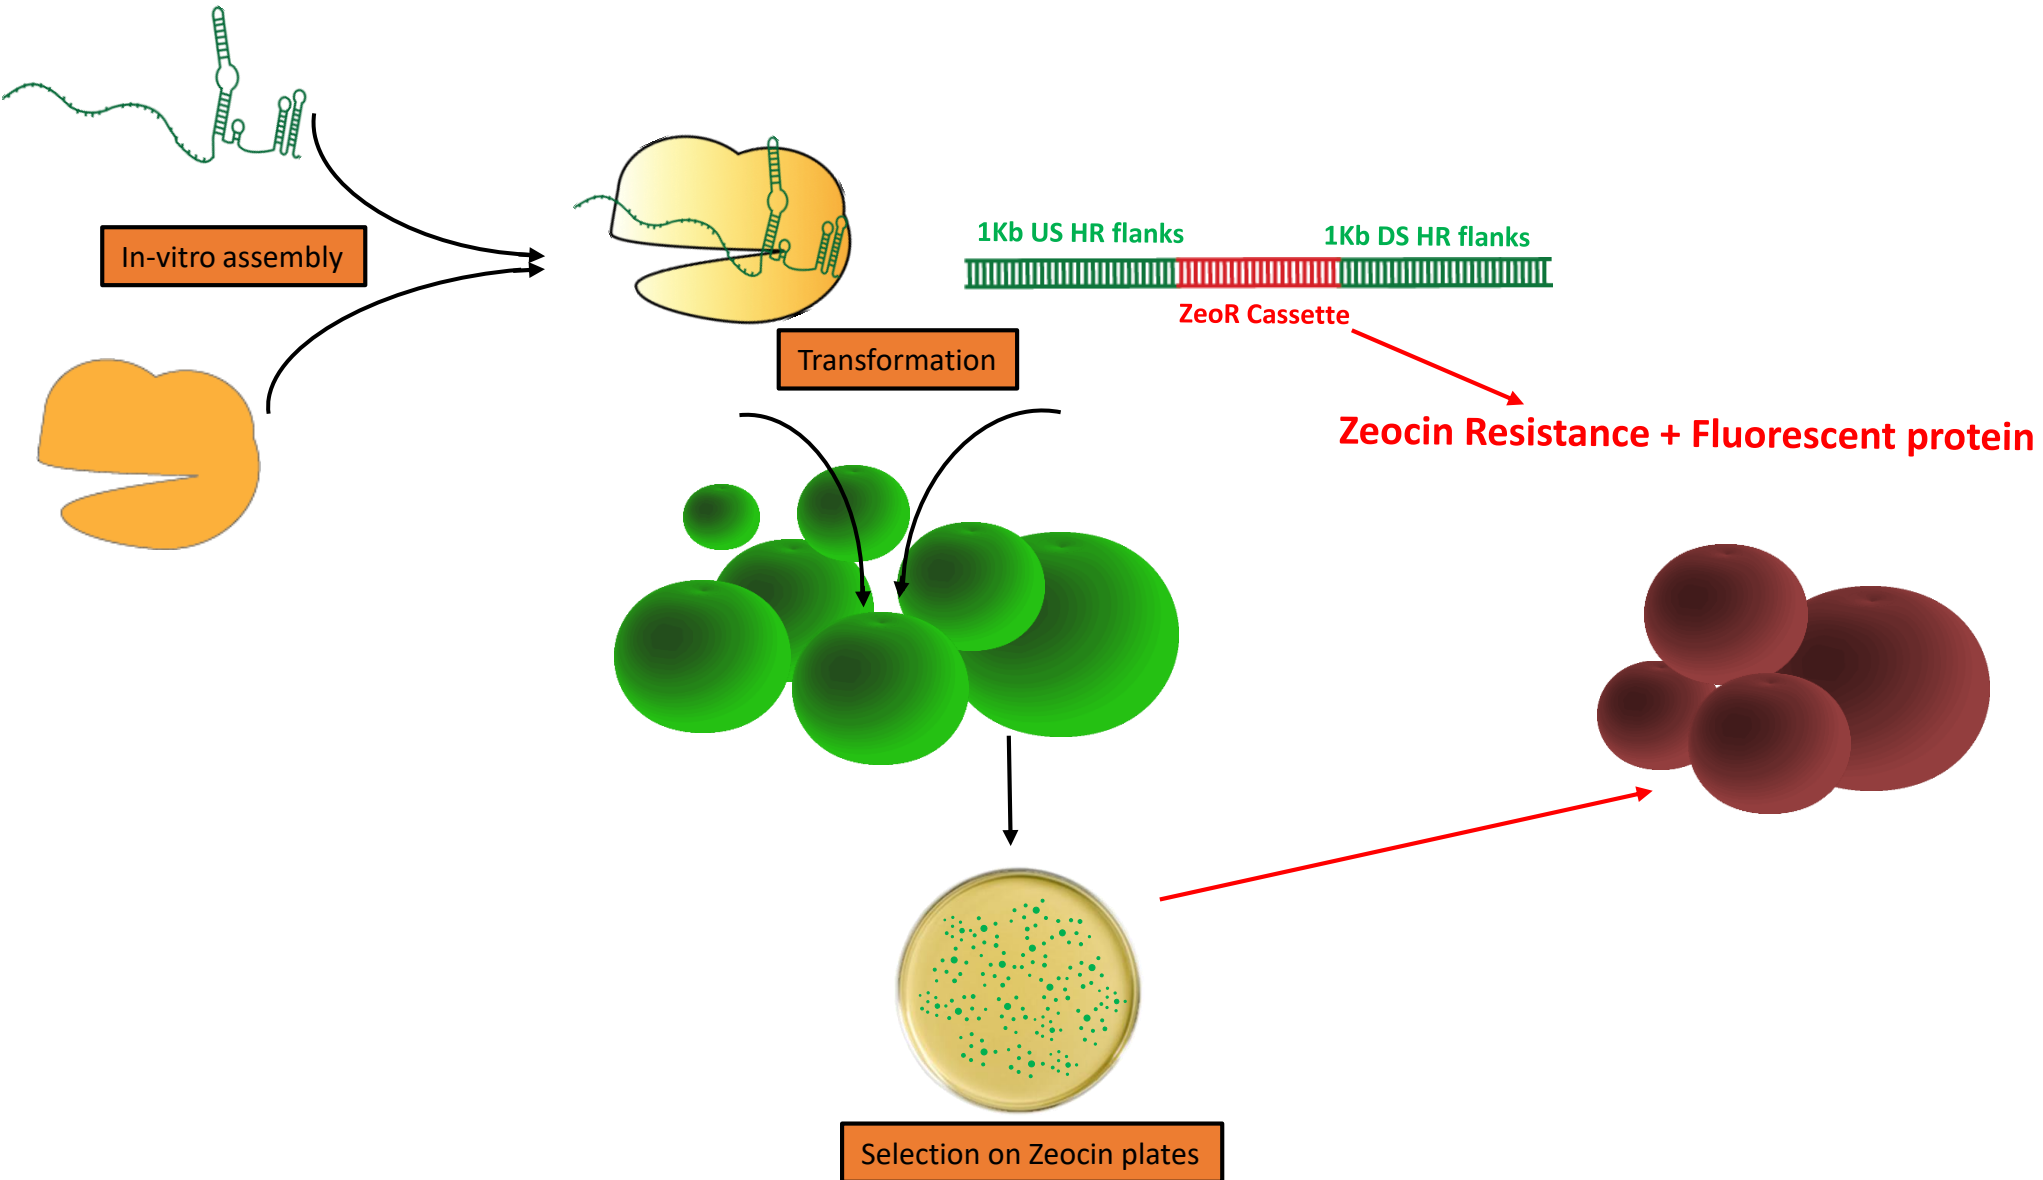 1Kb US HR flanks
1Kb DS HR flanks
In-vitro assembly
ZeoR Cassette
Transformation
Zeocin Resistance + Fluorescent protein
Selection on Zeocin plates